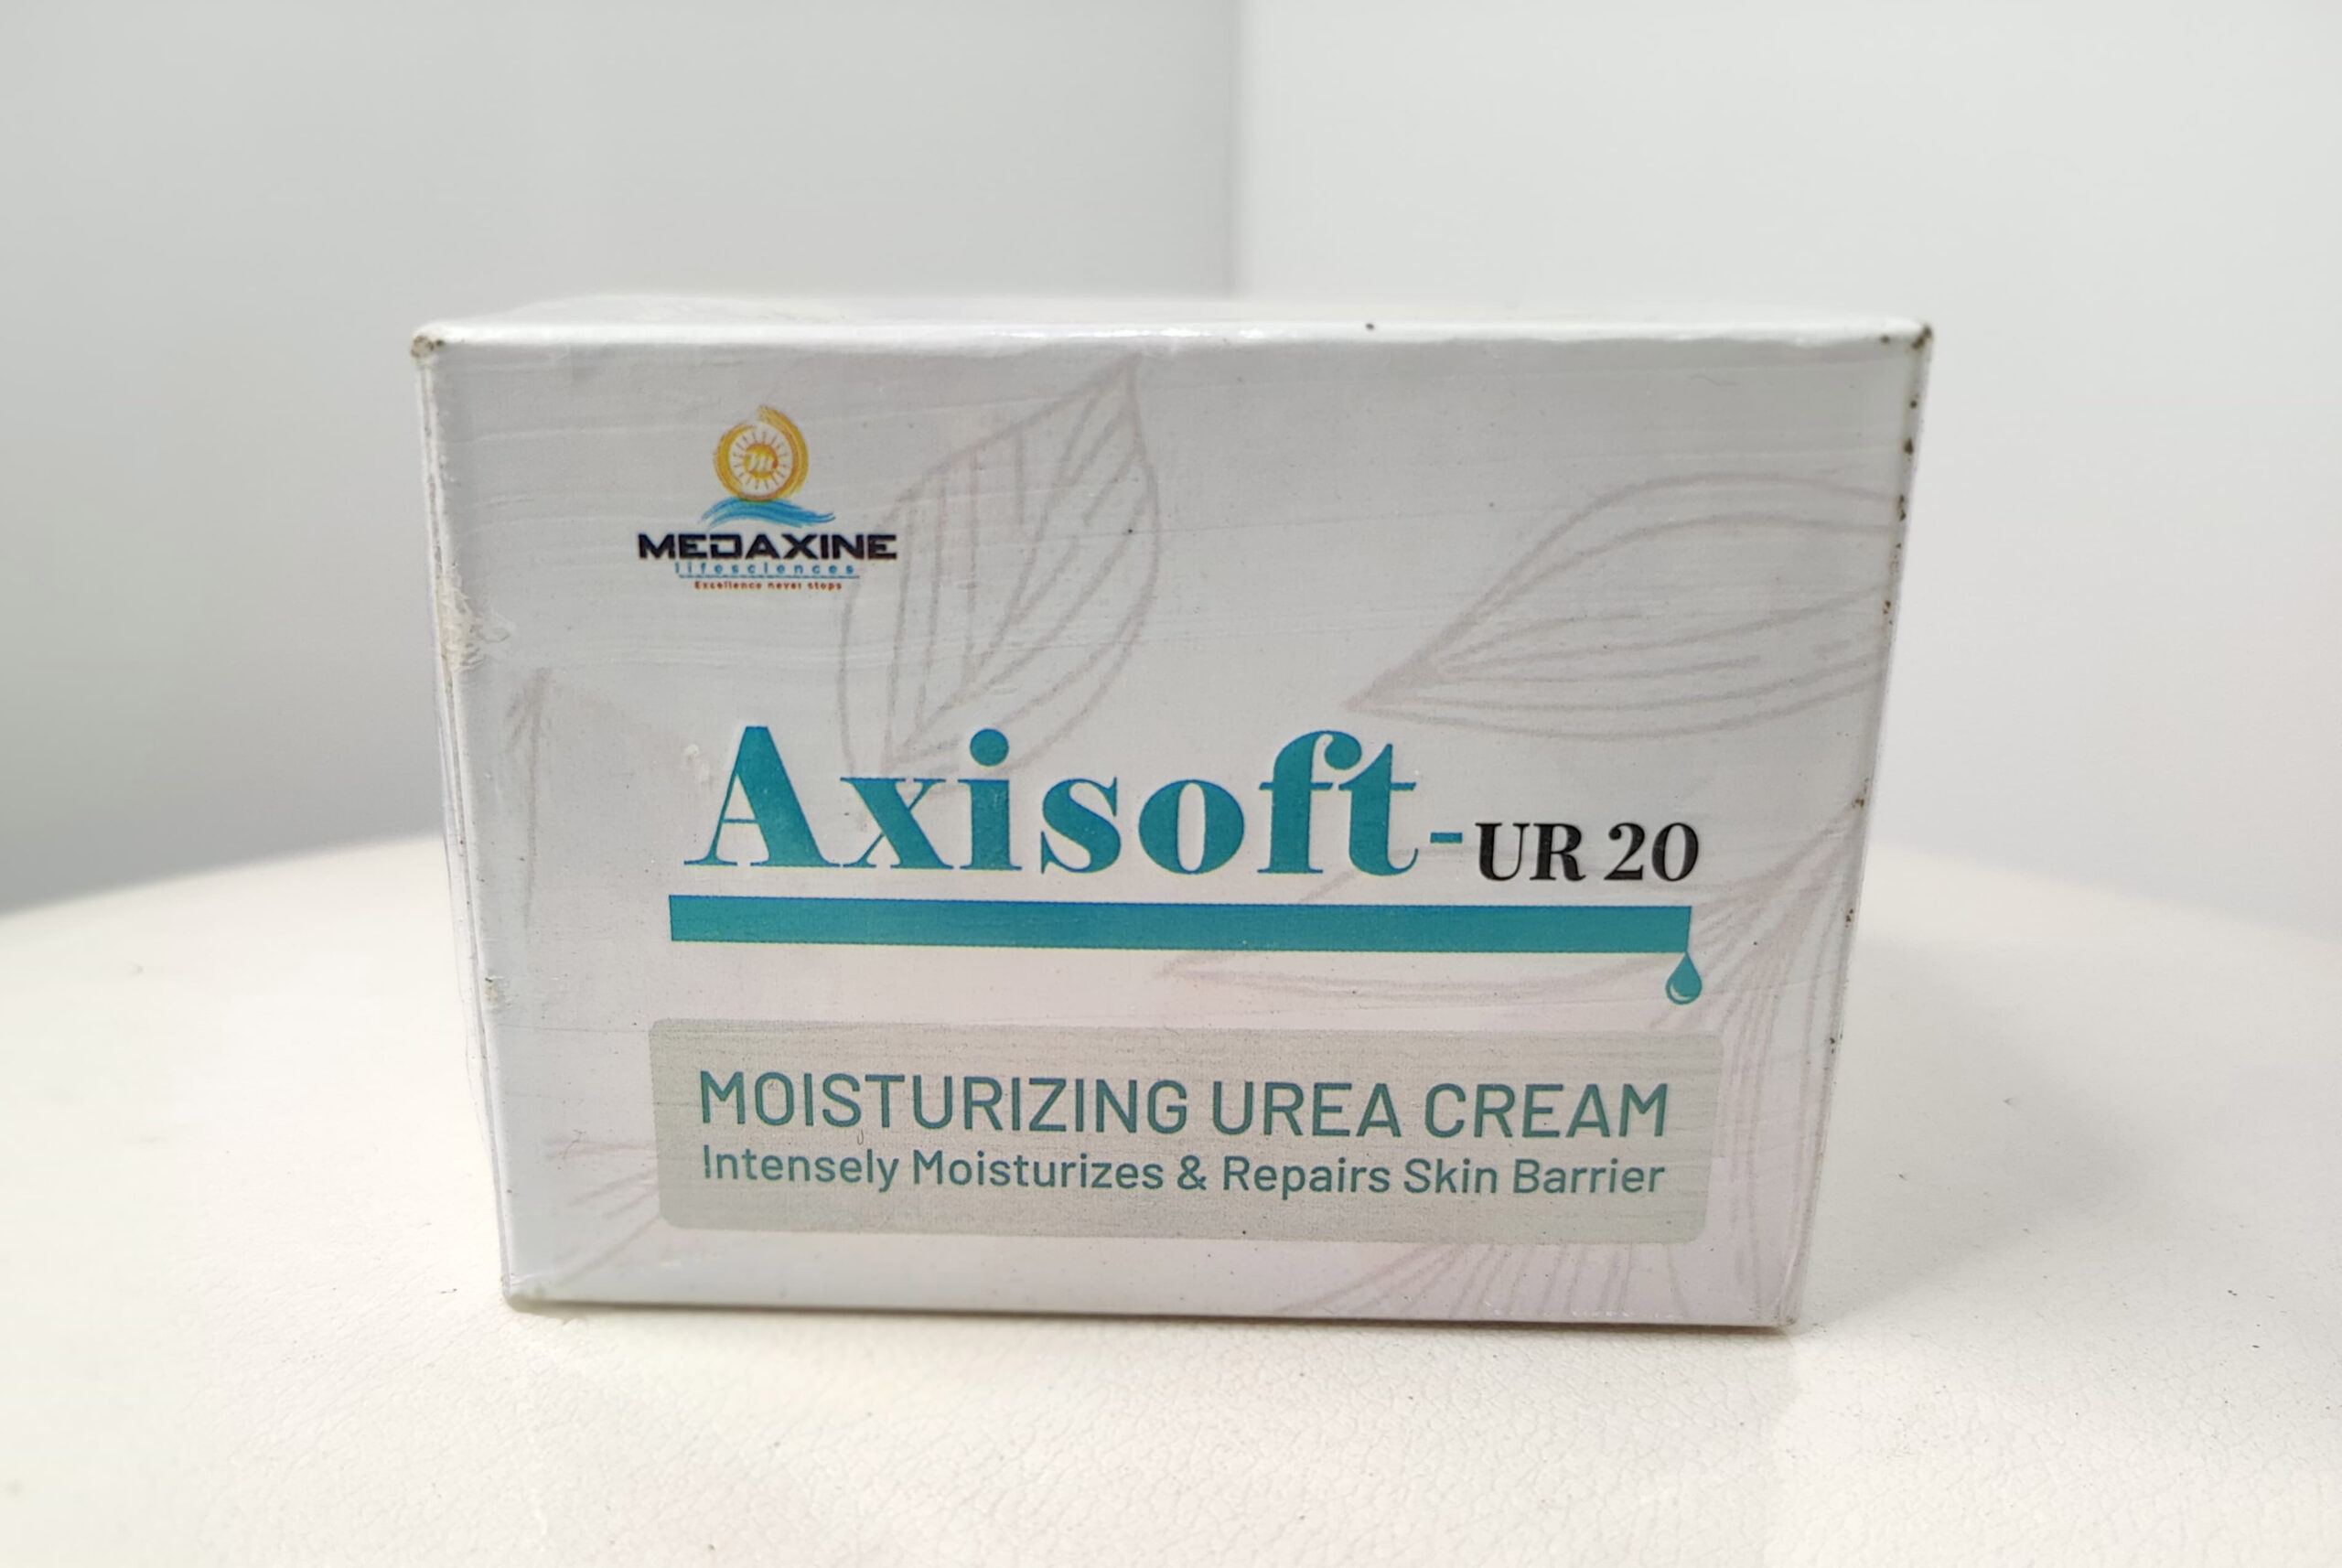 m
MEDAXINE
lifesciences
Excellence never stops
Axisoft-UR 20
MOISTURIZING UREA CREAM
Intensely Moisturizes & Repairs Skin Barrier